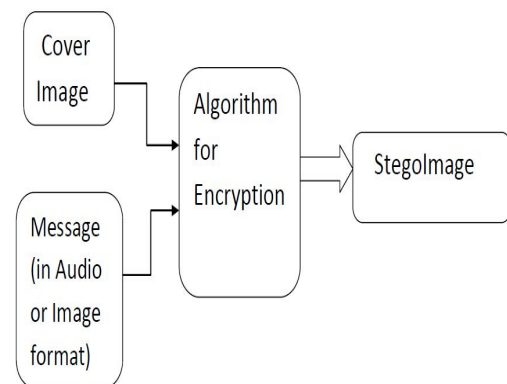 Cover
Image
Message
(in Audio
or Image
format)
Algorithm
for
Encryption
StegoImage